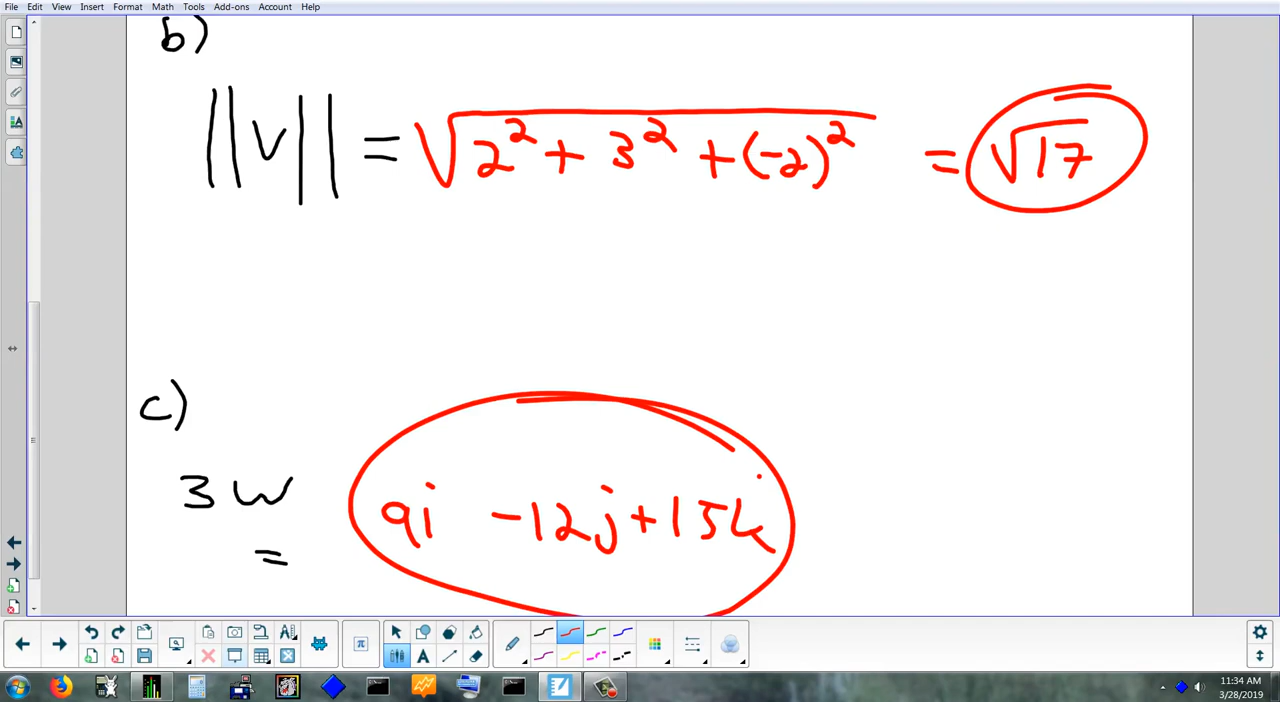 File Edit View Insert Format Math Tools Add-ons Account Help
b)
||v|| = √2² + 3² + (-2)² = √17
c)
3w
= 9i -12j + 15k
11:34 AM
3/28/2019